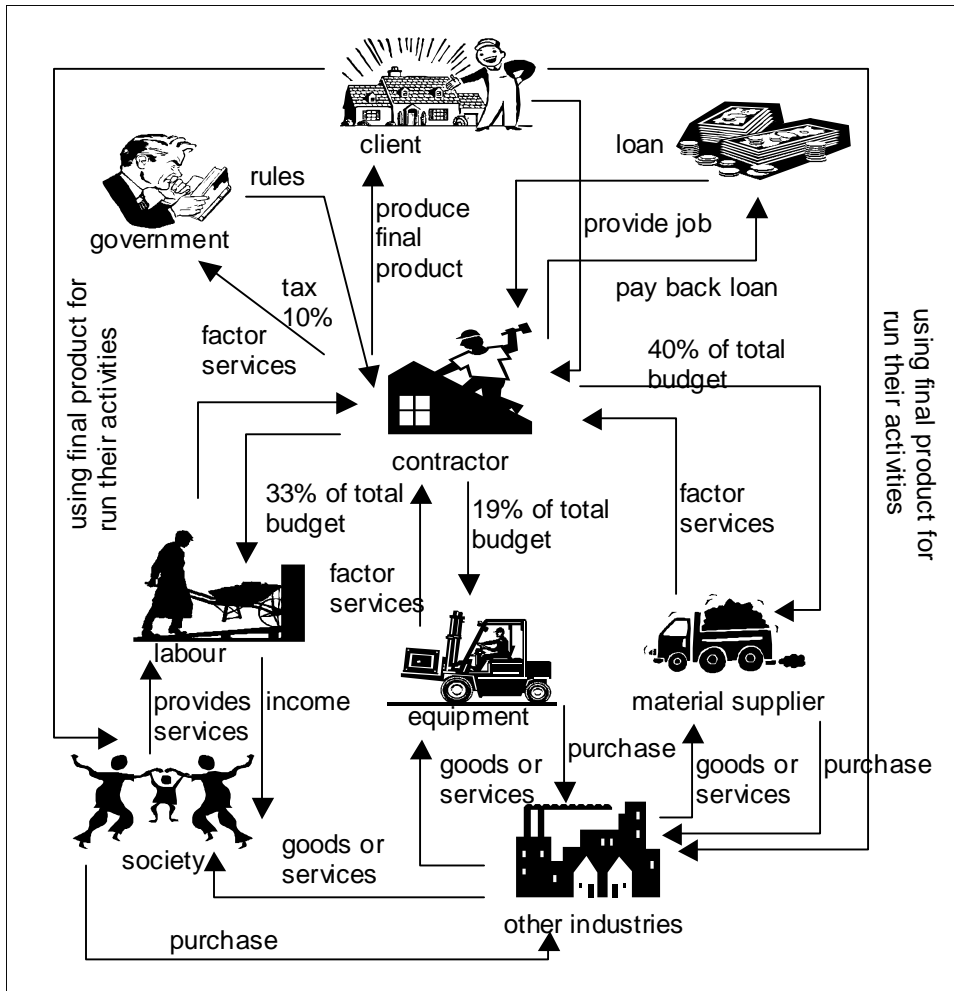 client
loan
rules
government
produce
final
product
provide job
tax
10%
pay back loan
factor
services
40% of total
budget
using final product for
run their activities
using final product for
run their activities
contractor
33% of total
budget
19% of total
budget
factor
services
factor
services
labour
provides
services
income
equipment
material supplier
purchase
goods or
services
goods or
services
purchase
society
goods or
services
other industries
purchase